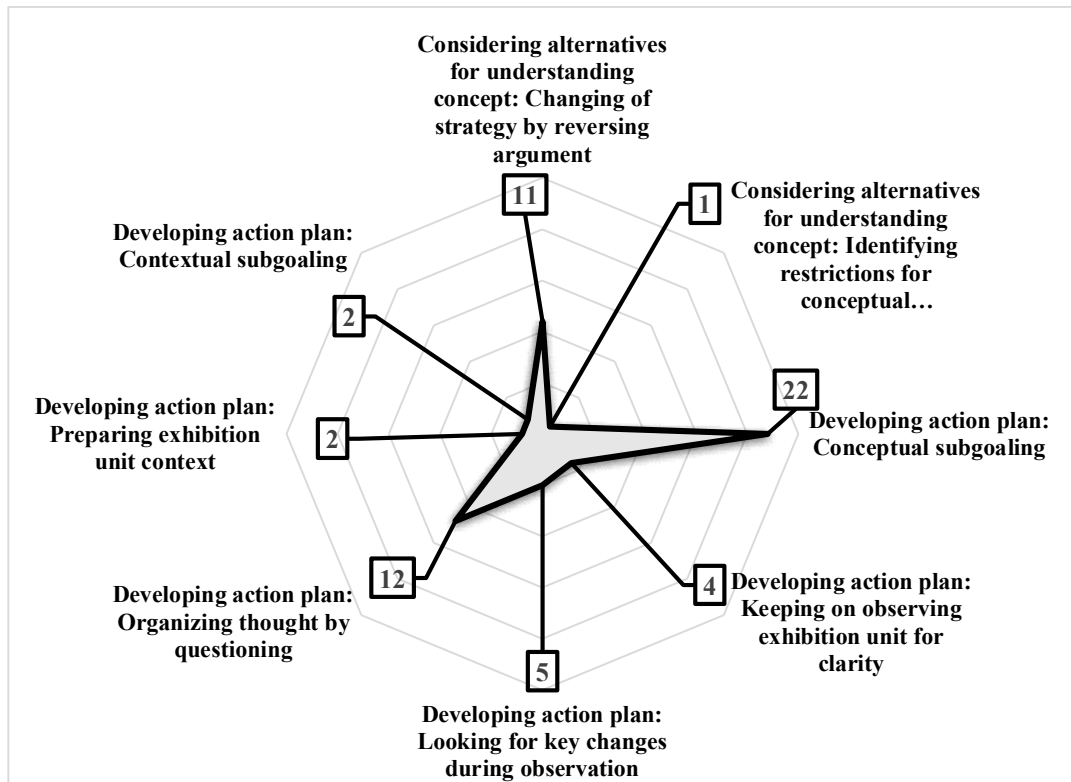 Considering alternatives
for understanding
concept: Changing of
strategy by reversing
argument
11
1
Considering alternatives
for understanding
concept: Identifying
restrictions for
conceptual…
22
Developing action plan:
Conceptual subgoaling
4
Developing action plan:
Keeping on observing
exhibition unit for
clarity
5
Developing action plan:
Looking for key changes
during observation
12
Developing action plan:
Organizing thought by
questioning
2
Developing action plan:
Preparing exhibition
unit context
2
Developing action plan:
Contextual subgoaling